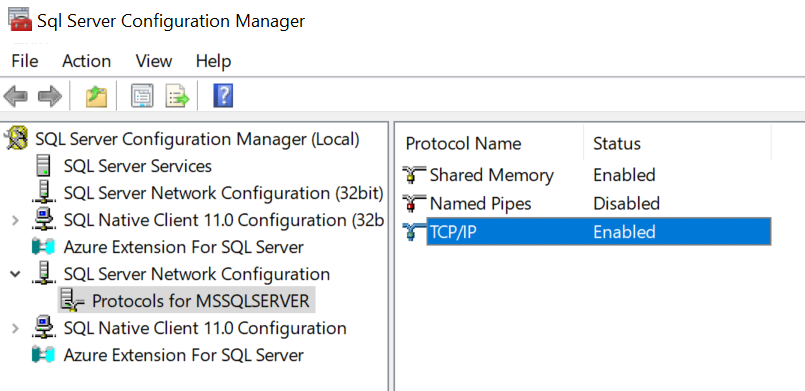 Sql Server Configuration Manager
File Action View Help
SQL Server Configuration Manager (Local)
SQL Server Services
SQL Server Network Configuration (32bit)
SQL Native Client 11.0 Configuration (32b
Azure Extension For SQL Server
SQL Server Network Configuration
Protocols for MSSQLSERVER
SQL Native Client 11.0 Configuration
Azure Extension For SQL Server
Protocol Name Status
Shared Memory Enabled
Named Pipes Disabled
TCP/IP Enabled